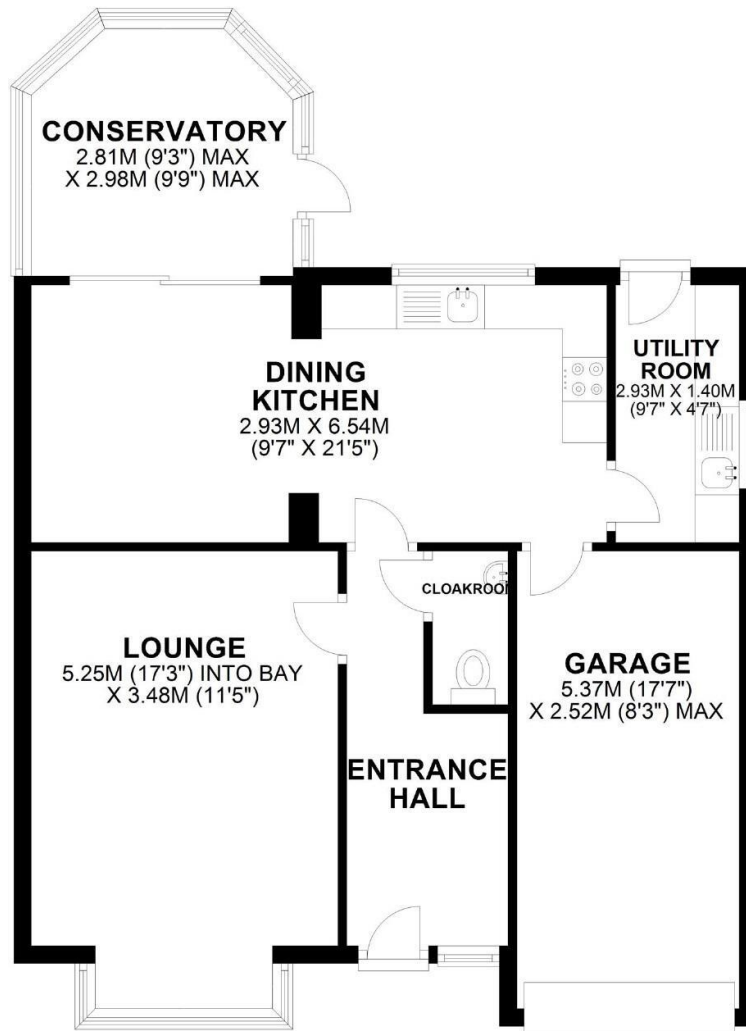 CONSERVATORY
2.81M (9'3") MAX
X 2.98M (9'9") MAX
DINING
KITCHEN
2.93M X 6.54M
(9'7" X 21'5")
UTILITY
ROOM
2.93M X 1.40M
(9'7" X 4'7")
CLOAKROOM
LOUNGE
5.25M (17'3") INTO BAY
X 3.48M (11'5")
GARAGE
5.37M (17'7")
X 2.52M (8'3") MAX
ENTRANCE
HALL